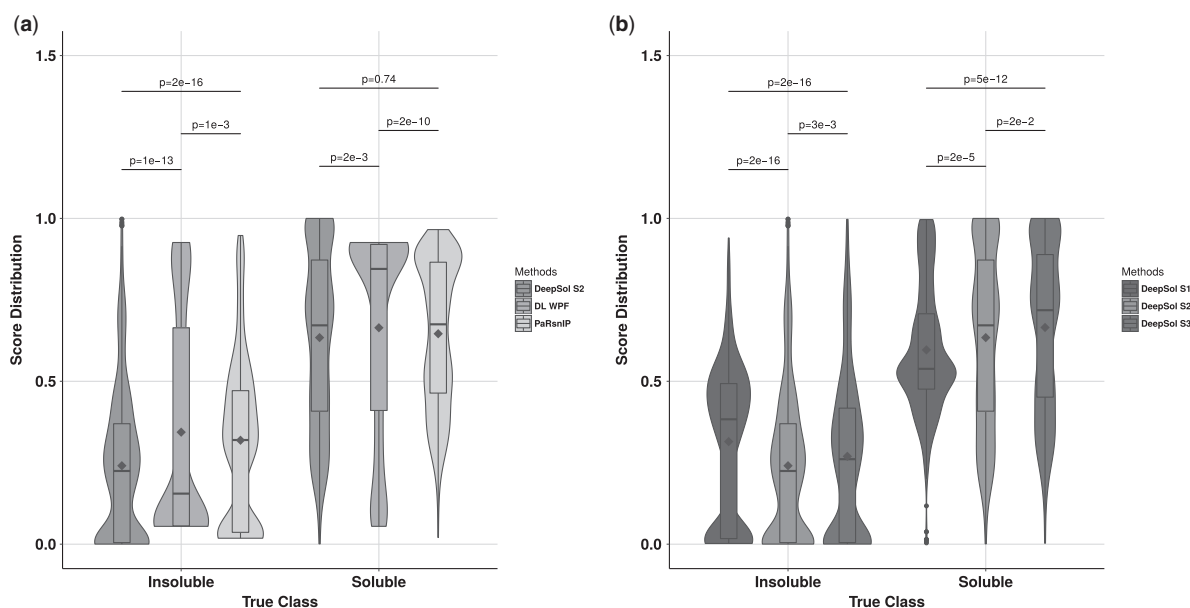 (a)
1.5
1.0
0.5
0.0
Score Distribution
p=2e−16
p=1e−3
p=1e−13
p=0.74
p=2e−10
p=2e−3
Insoluble
Soluble
True Class
Methods
DeepSol S2
DL WPF
PaRsnIP
(b)
1.5
1.0
0.5
0.0
Score Distribution
p=2e−16
p=3e−3
p=2e−16
p=5e−12
p=2e−2
p=2e−5
Insoluble
Soluble
True Class
Methods
DeepSol S1
DeepSol S2
DeepSol S3